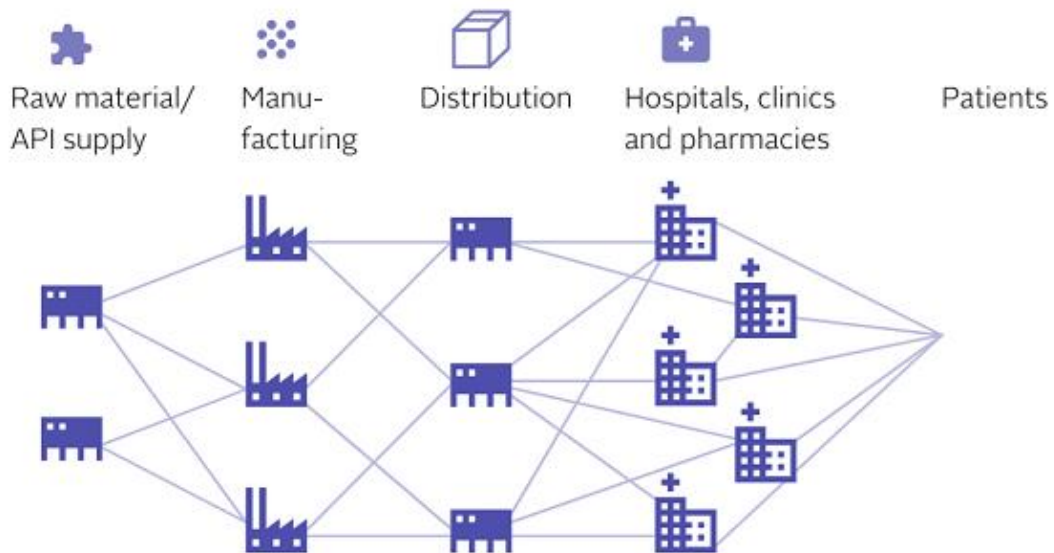 Raw material/
API supply
Manu-
facturing
Distribution
Hospitals, clinics
and pharmacies
Patients